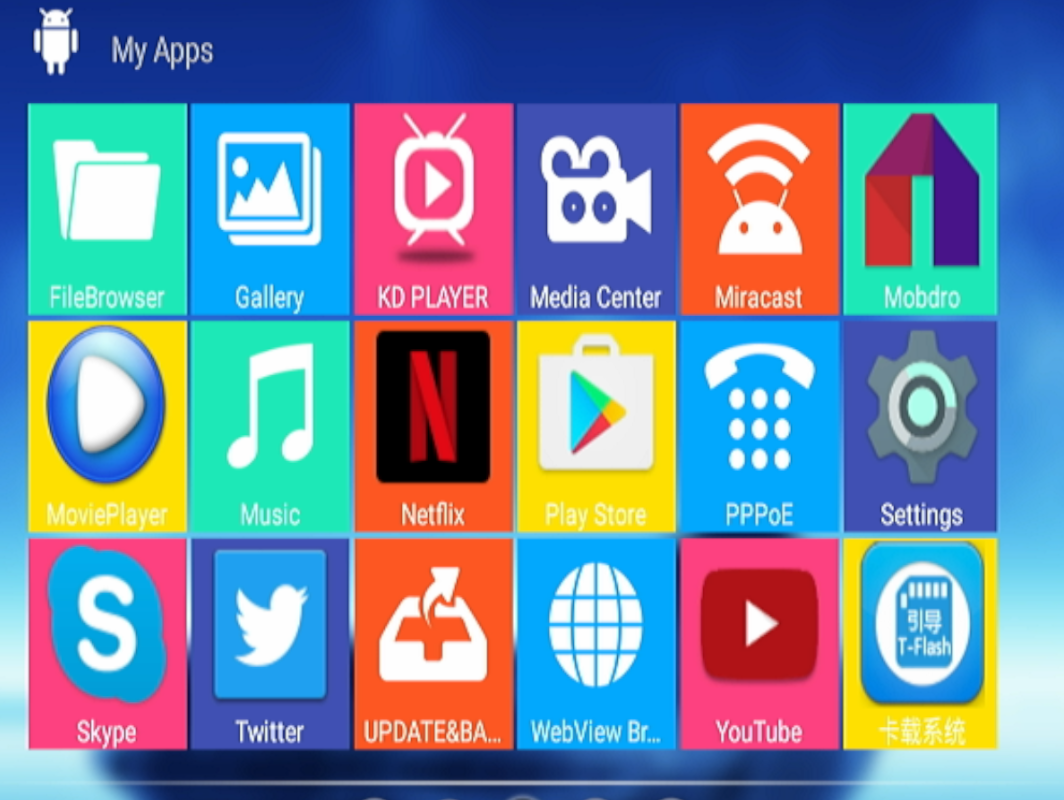 My Apps
FileBrowser
Gallery
KD PLAYER
Media Center
Miracast
Mobdro
MoviePlayer
Music
Netflix
Play Store
PPPoE
Settings
S
引导
T-Flash
Skype
Twitter
UPDATE&BA...
WebView Br...
YouTube
卡载系统